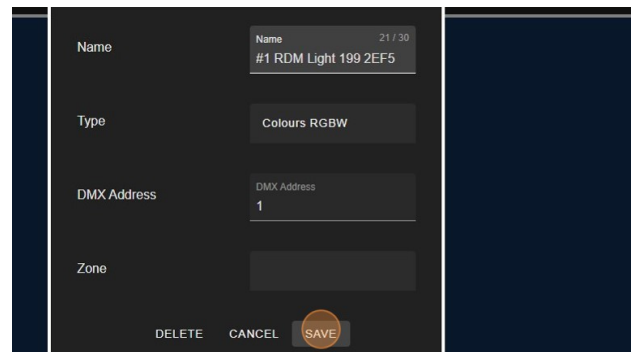 Name
Name 21 / 30
#1 RDM Light 199 2EF5
Type
Colours RGBW
DMX Address
DMX Address
1
Zone
DELETE CANCEL SAVE